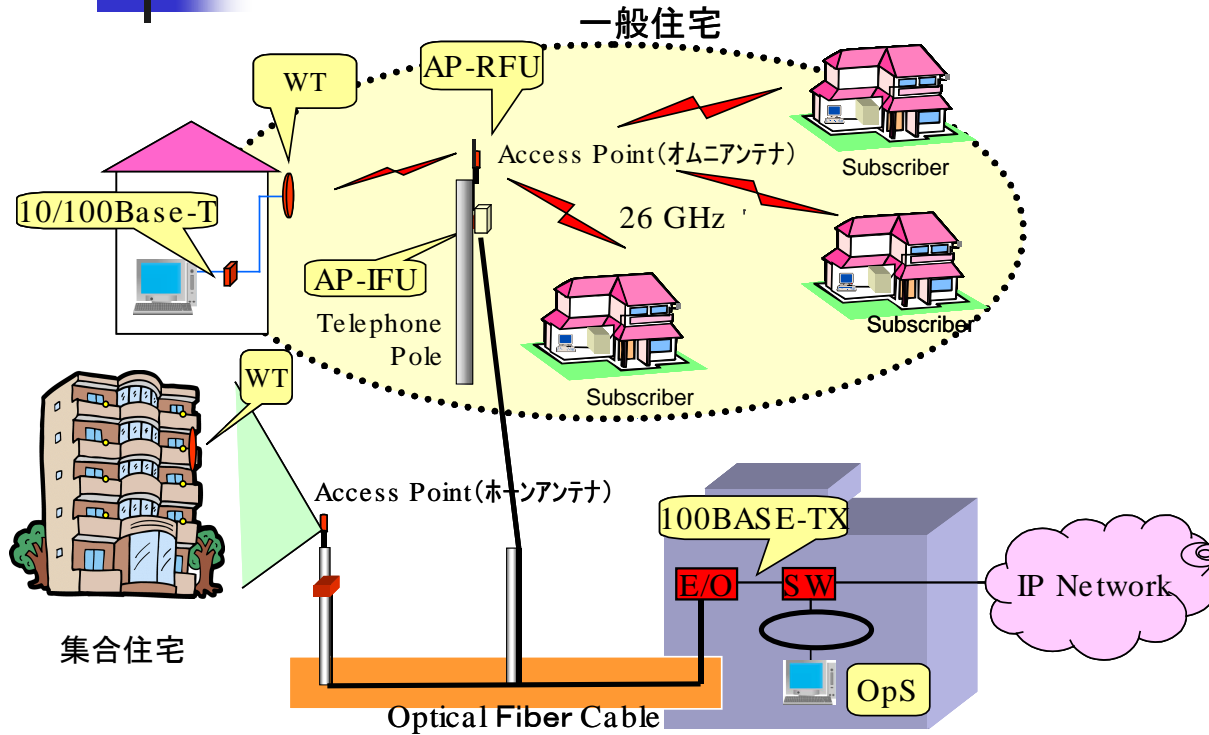 一般住宅
WT
AP-RFU
Access Point(オムニアンテナ)
Subscriber
10/100Base-T
26 GHz '
AP-IFU
Telephone
Pole
Subscriber
Subscriber
WT
Access Point(ホーンアンテナ)
100BASE-TX
E/O
SW
IP Network
集合住宅
OpS
Optical Fiber Cable